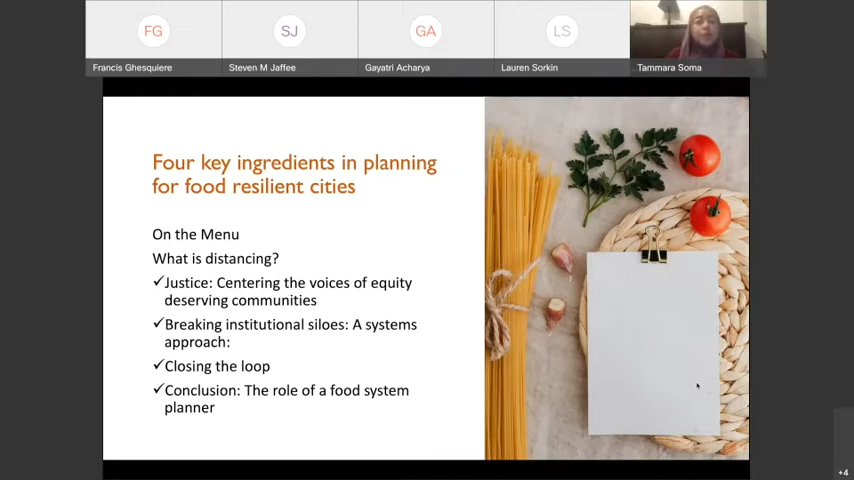 FG
SJ
GA
LS
Francis Ghesquiere
Steven M Jaffee
Gayatri Acharya
Lauren Sorkin
Tammara Soma
Four key ingredients in planning
for food resilient cities
On the Menu
What is distancing?
✓Justice: Centering the voices of equity
deserving communities
✓Breaking institutional siloes: A systems
approach:
✓Closing the loop
✓Conclusion: The role of a food system
planner
+4